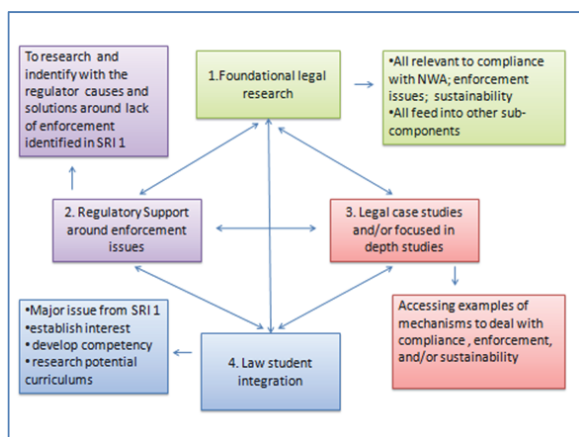 To research and
indentify with the
regulator causes and
solutions around lack
of enforcement
identified in SRI 1
1.Foundational legal
research
•All relevant to compliance
with NWA; enforcement
issues; sustainability
•All feed into other sub-
components
2. Regulatory Support
around enforcement
issues
3. Legal case studies
and/or focused in
depth studies
•Major issue from SRI 1
•establish interest
• develop competency
• research potential
curriculums
4. Law student
integration
Accessing examples of
mechanisms to deal with
compliance , enforcement,
and/or sustainability